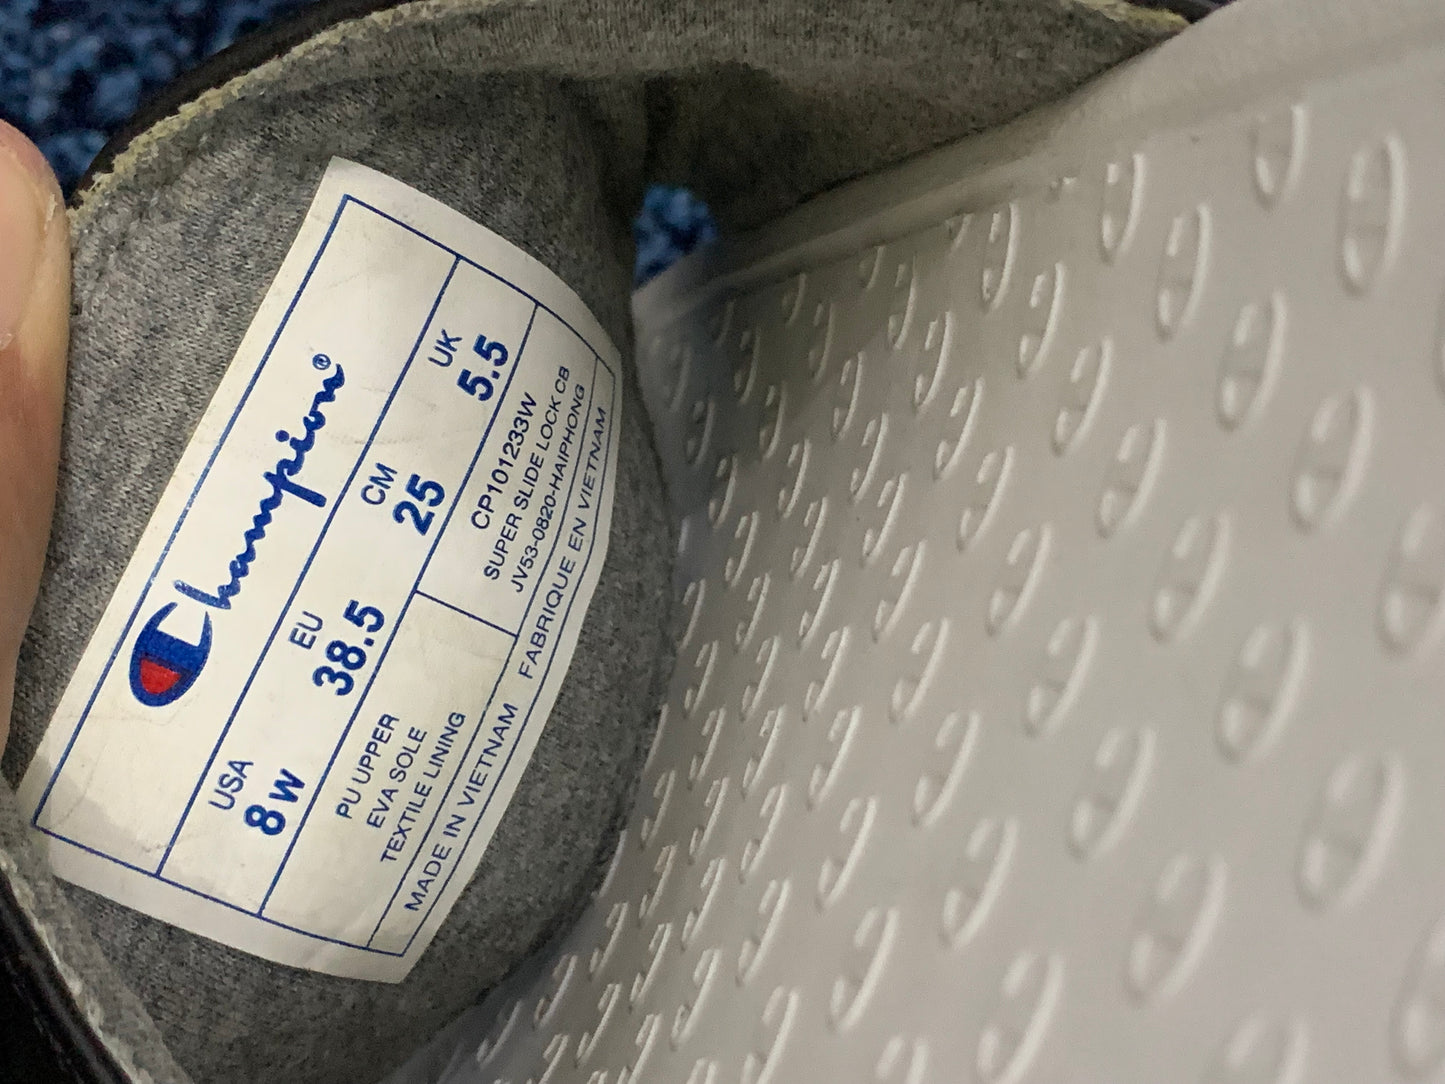 Champion®
USA EU CM UK
8W 38.5 25 5.5
PU UPPER
EVA SOLE
TEXTILE LINING
CP101233W
SUPER SLIDE LOCK CB
JV53-0820-HAIPHONG
MADE IN VIETNAM FABRIQUE EN VIETNAM